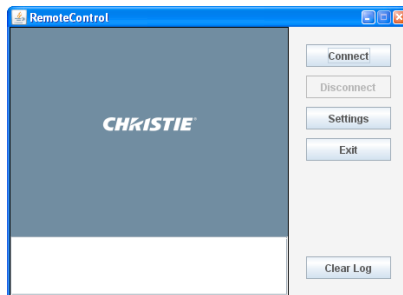 RemoteControl
Connect
Disconnect
Settings
Exit
CHRISTIE
Clear Log